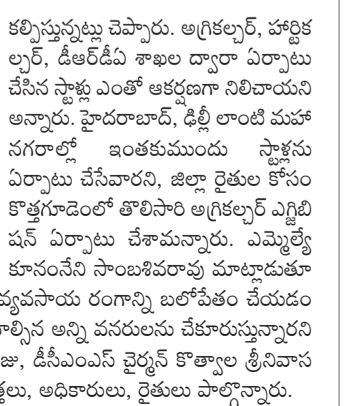 కల్పిస్తున్నట్లు చెప్పారు. అగ్రికల్చర్, హార్టిక
ల్చర్, డీఆర్‌డీఏ శాఖల ద్వారా ఏర్పాటు
చేసిన స్టాళ్లు ఎంతో ఆకర్షణగా నిలిచాయని
అన్నారు. హైదరాబాద్, ఢిల్లీ లాంటి మహా
నగరాల్లో ఇంతకుముందు స్టాళ్లను
ఏర్పాటు చేసేవారని, జిల్లా రైతుల కోసం
కొత్తగూడెంలో తొలిసారి అగ్రికల్చర్ ఎగ్జిబి
షన్ ఏర్పాటు చేశామన్నారు. ఎమ్మెల్యే
కూనంనేని సాంబశివరావు మాట్లాడుతూ
వ్యవసాయ రంగాన్ని బలోపేతం చేయడం
అన్ని వనరులను చేకూరుస్తున్నారని
డీసీఎంఎస్ చైర్మన్ కొత్వాల శ్రీనివాస
అధికారులు, రైతులు పాల్గొన్నారు.